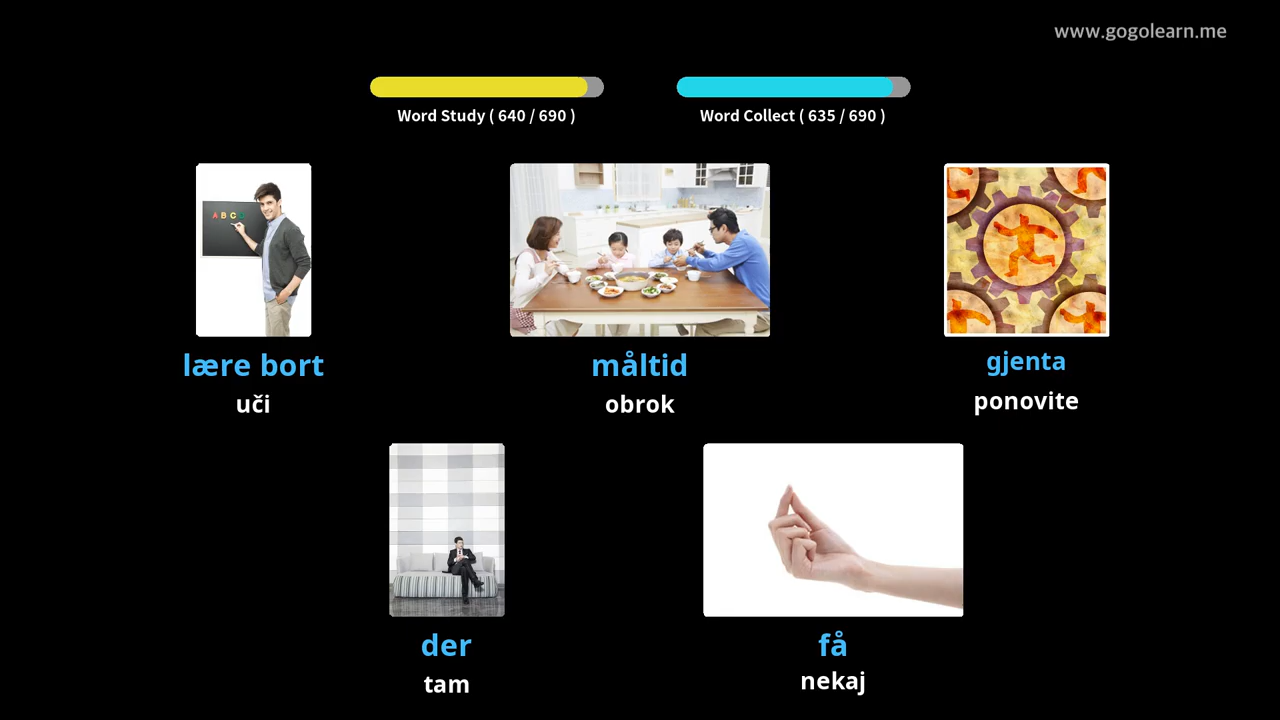 www.gogolearn.me
Word Study ( 640 / 690 )
Word Collect ( 635 / 690 )
A B C D
lære bort
uči
måltid
obrok
gjenta
ponovite
der
tam
få
nekaj